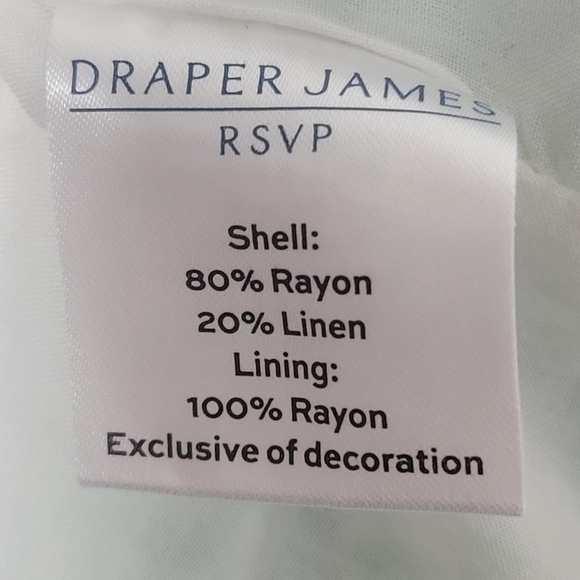 DRAPER JAMES
RSVP
Shell:
80% Rayon
20% Linen
Lining:
100% Rayon
Exclusive of decoration